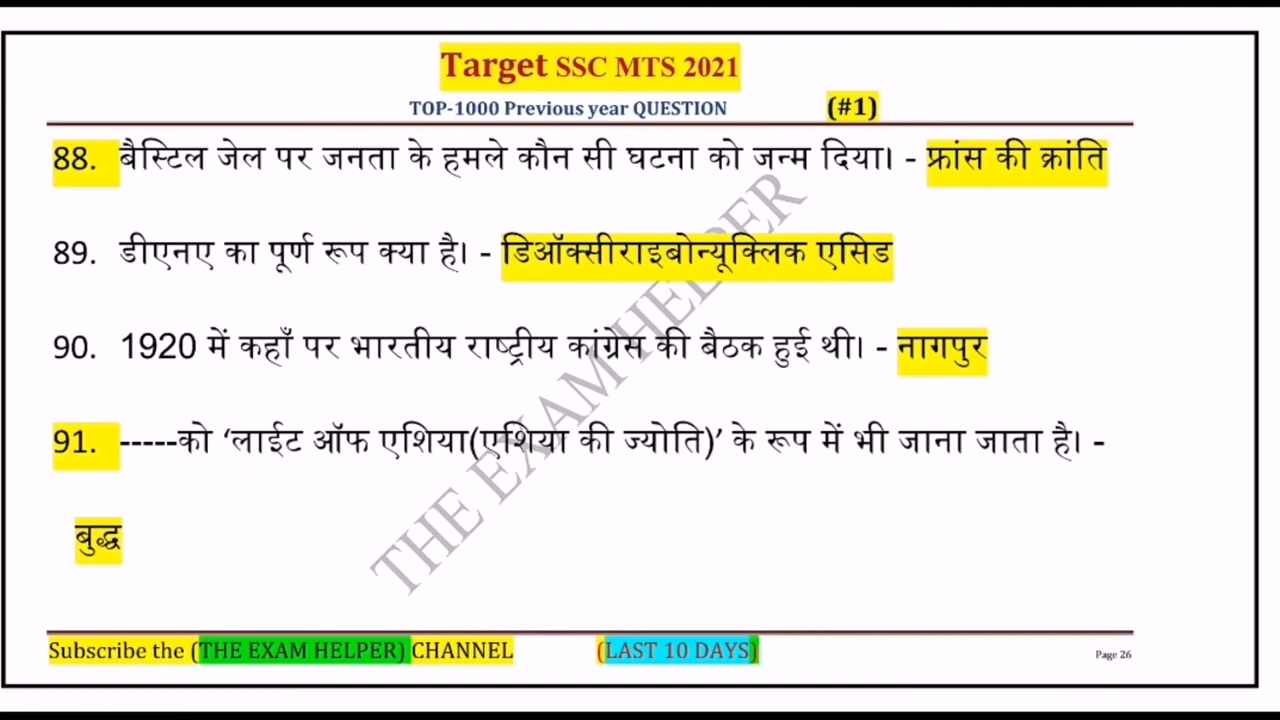 Target SSC MTS 2021
TOP-1000 Previous year QUESTION (#1)
88. बैस्टिल जेल पर जनता के हमले कौन सी घटना को जन्म दिया। - फ्रांस की क्रांति
89. डीएनए का पूर्ण रूप क्या है। - डिऑक्सीराइबोन्यूक्लिक एसिड
90. 1920 में कहाँ पर भारतीय राष्ट्रीय कांग्रेस की बैठक हुई थी। - नागपुर
91. -----को ‘लाईट ऑफ एशिया(एशिया की ज्योति)’ के रूप में भी जाना जाता है। -
बुद्ध
THE EXAM HELPER
Subscribe the (THE EXAM HELPER) CHANNEL (LAST 10 DAYS)
Page 26